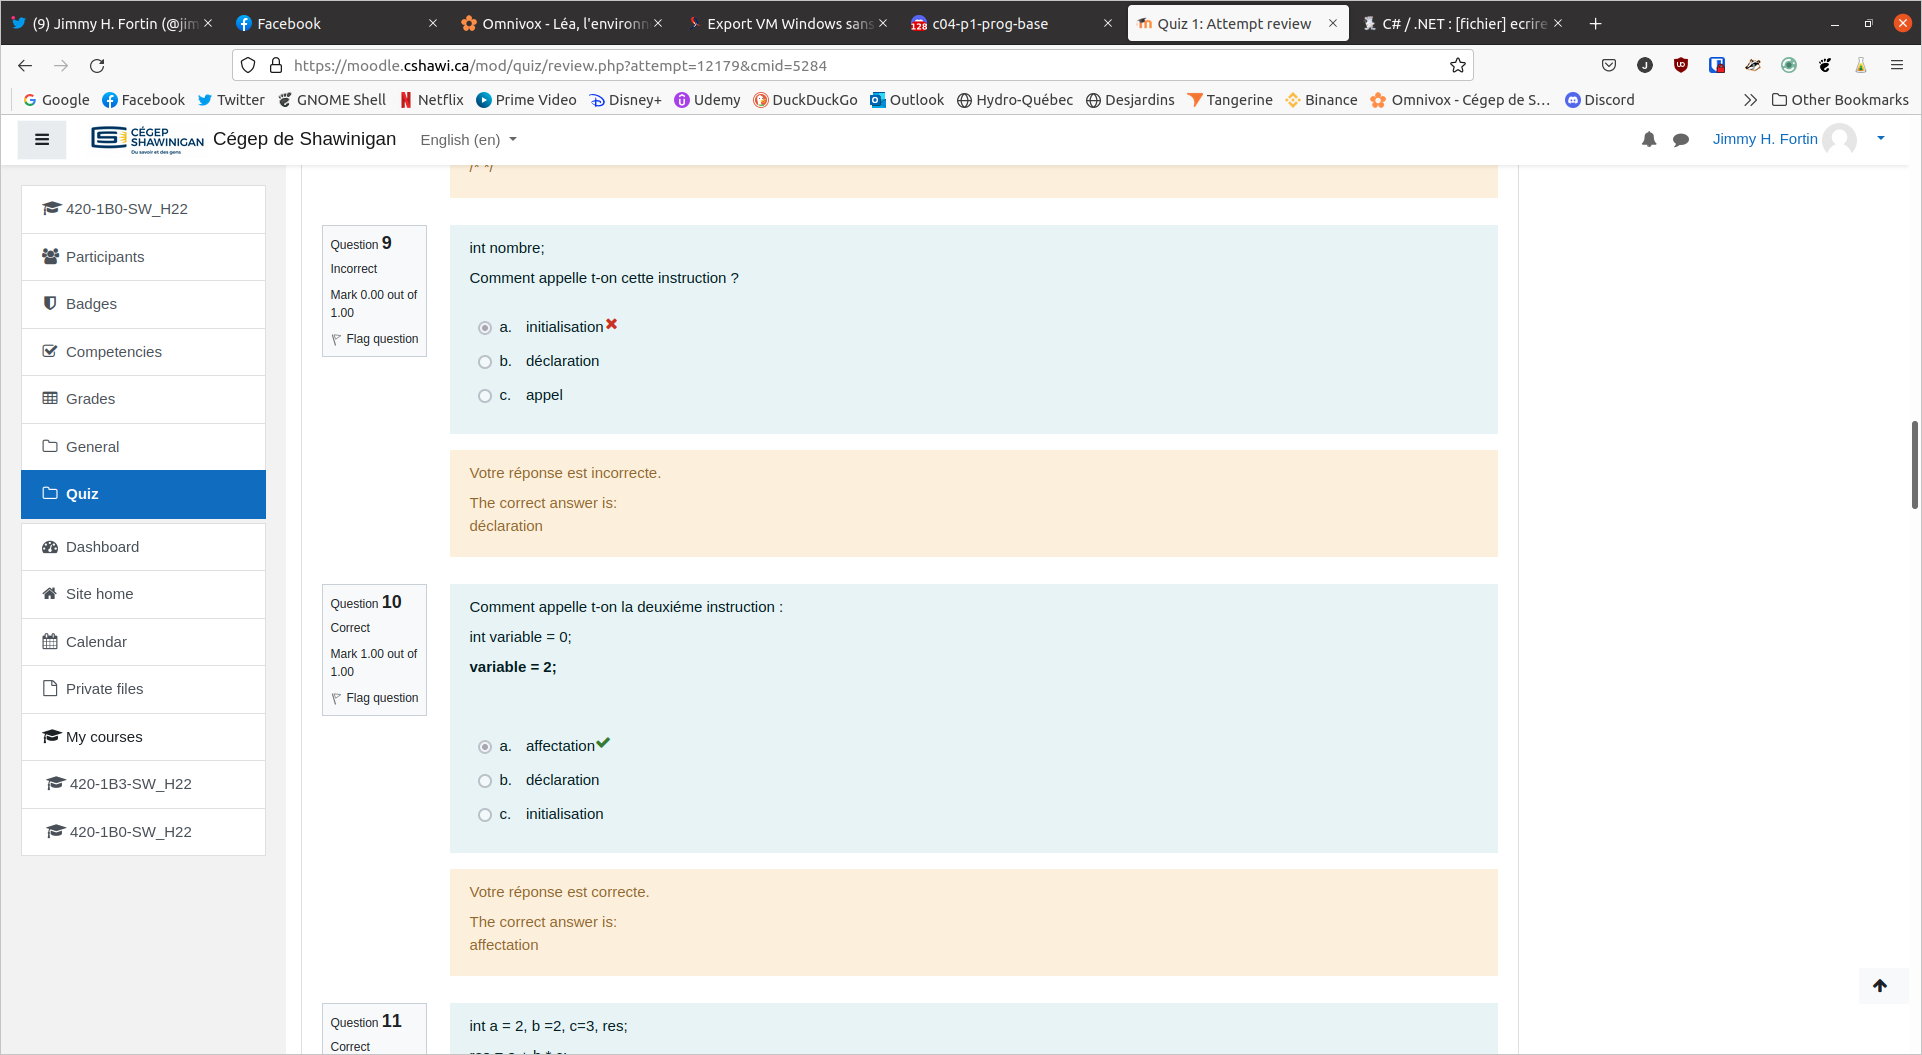 (9) Jimmy H. Fortin (@jim
Facebook
Omnivox - Léa, l'environn
Export VM Windows sans
c04-p1-prog-base
Quiz 1: Attempt review
C# / .NET : [fichier] ecrire
https://moodle.cshawi.ca/mod/quiz/review.php?attempt=12179&cmid=5284
Google
Facebook
Twitter
GNOME Shell
Netflix
Prime Video
Disney+
Udemy
DuckDuckGo
Outlook
Hydro-Québec
Desjardins
Tangerine
Binance
Omnivox - Cégep de S…
Discord
Other Bookmarks
CÉGEP
SHAWINIGAN
Du savoir et des gens
Cégep de Shawinigan
English (en)
Jimmy H. Fortin
420-1B0-SW_H22
Participants
Badges
Competencies
Grades
General
Quiz
Dashboard
Site home
Calendar
Private files
My courses
420-1B3-SW_H22
420-1B0-SW_H22
/* */
Question 9
Incorrect
Mark 0.00 out of
1.00
Flag question
int nombre;
Comment appelle t-on cette instruction ?
a. initialisation
b. déclaration
c. appel
Votre réponse est incorrecte.
The correct answer is:
déclaration
Question 10
Correct
Mark 1.00 out of
1.00
Flag question
Comment appelle t-on la deuxiéme instruction :
int variable = 0;
variable = 2;
a. affectation
b. déclaration
c. initialisation
Votre réponse est correcte.
The correct answer is:
affectation
Question 11
Correct
int a = 2, b =2, c=3, res;
res = a + b * c;